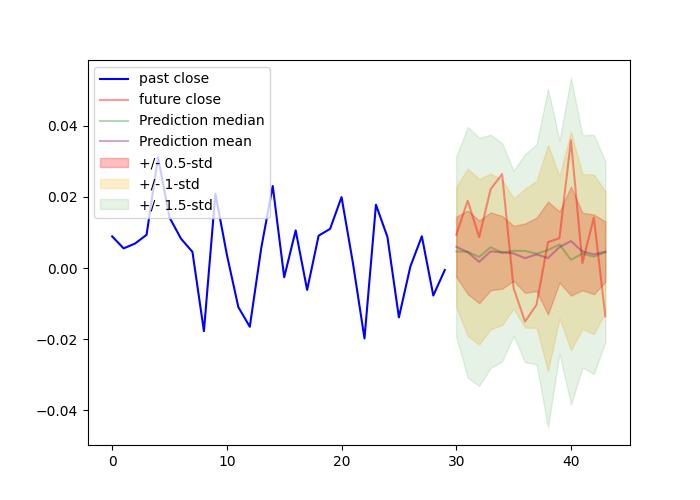 past close
future close
Prediction median
Prediction mean
+/- 0.5-std
+/- 1-std
+/- 1.5-std
0.04
0.02
0.00
−0.02
−0.04
0 10 20 30 40